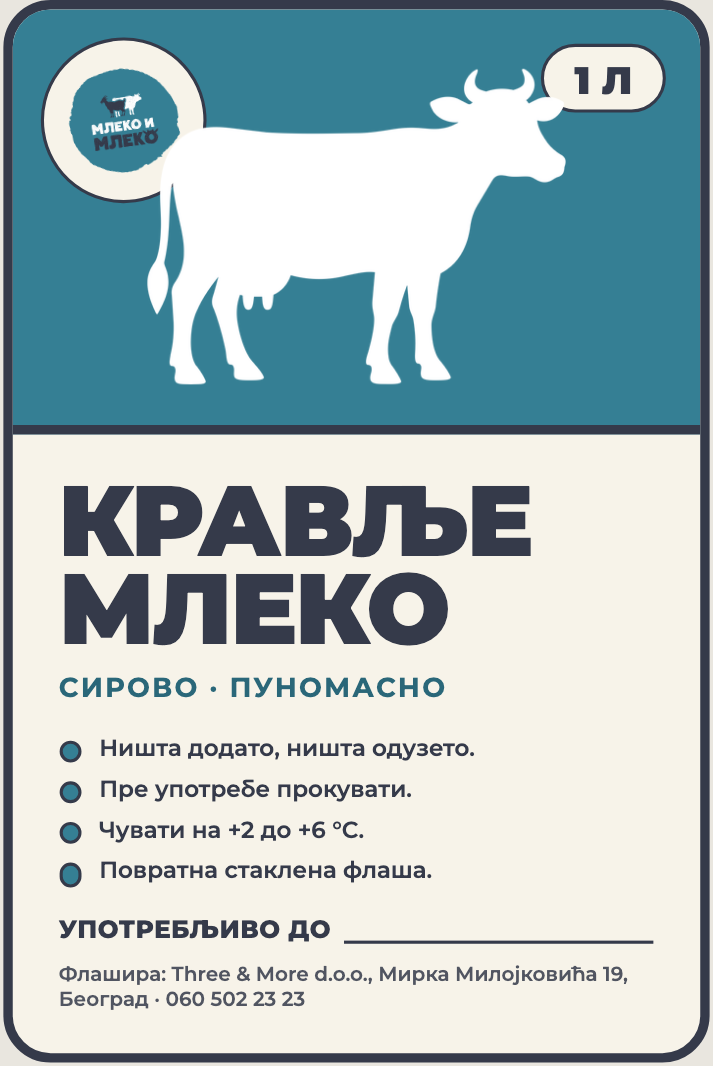 МЛЕКО И
МЛЕКО
1 Л
КРАВЉЕ
МЛЕКО
СИРОВО · ПУНОМАСНО
Ништа додато, ништа одузето.
Пре употребе прокувати.
Чувати на +2 до +6 °C.
Повратна стаклена флаша.
УПОТРЕБЉИВО ДО
Флашира: Three & More d.o.o., Мирка Милојковића 19,
Београд · 060 502 23 23